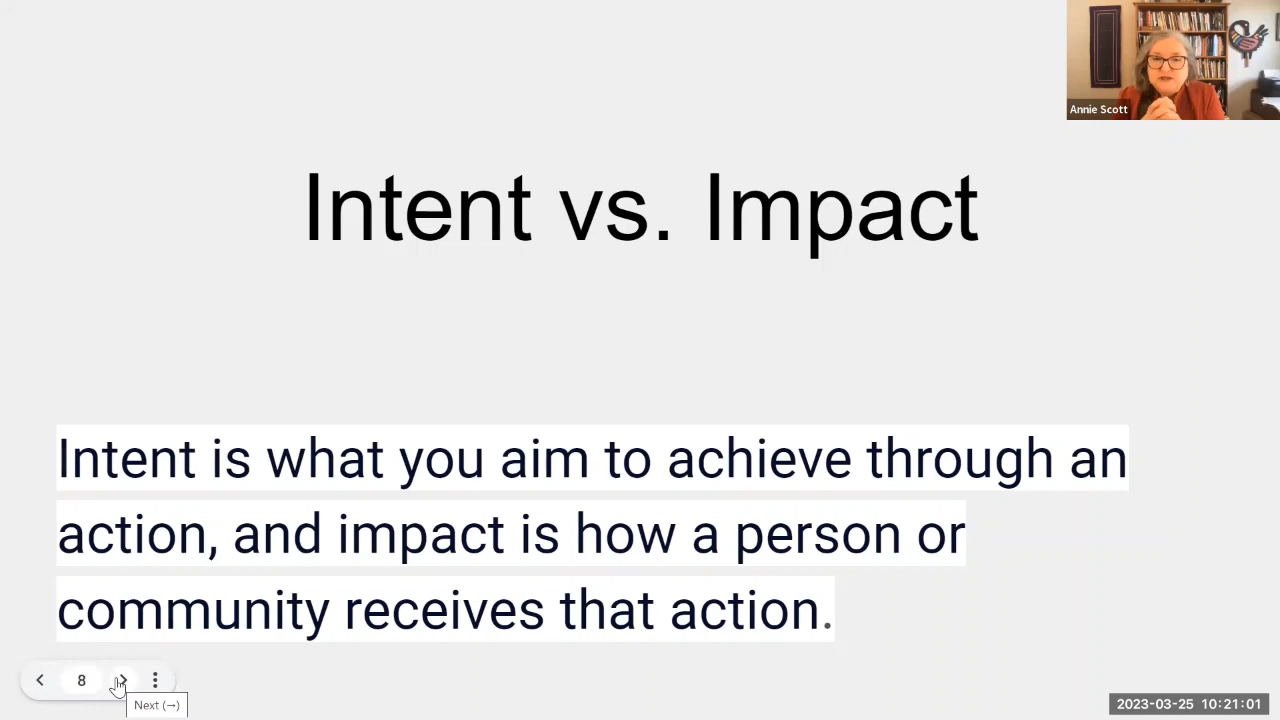 Annie Scott
Intent vs. Impact
Intent is what you aim to achieve through an
action, and impact is how a person or
community receives that action.
8
Next (→)
2023-03-25 10:21:01